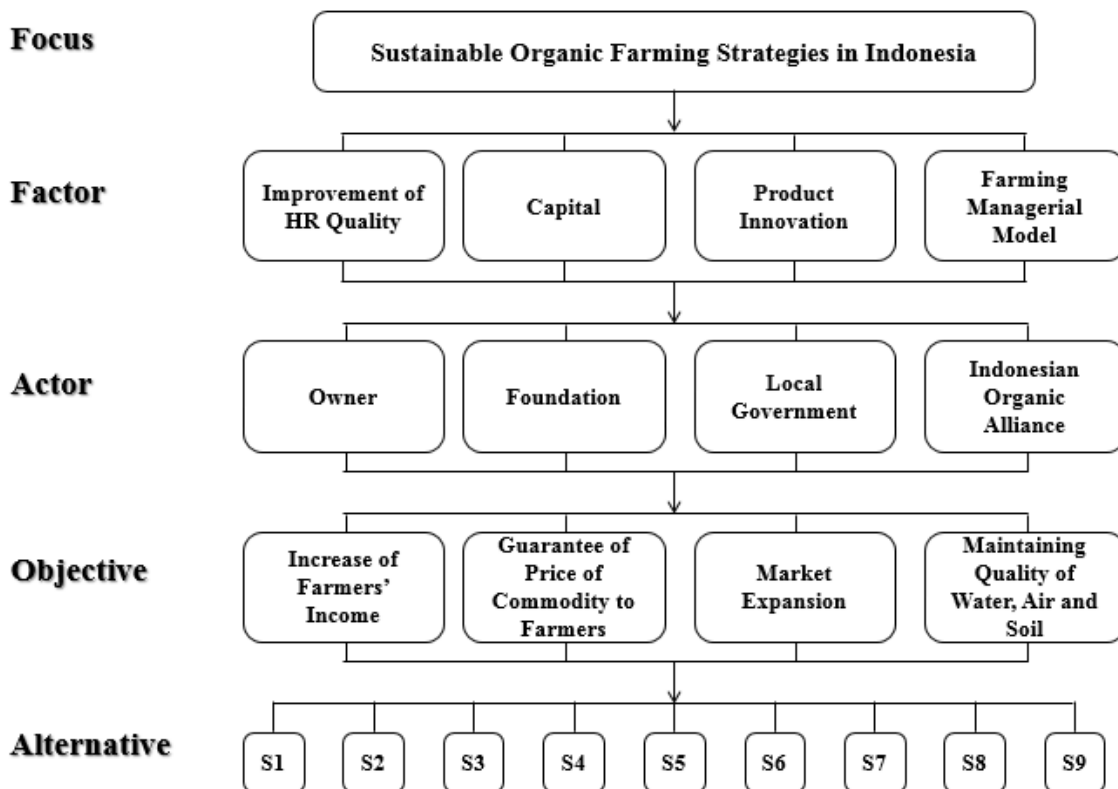 Focus
Sustainable Organic Farming Strategies in Indonesia
Factor
Improvement of
HR Quality
Capital
Product
Innovation
Farming
Managerial
Model
Actor
Owner
Foundation
Local
Government
Indonesian
Organic
Alliance
Objective
Increase of
Farmers’
Income
Guarantee of
Price of
Commodity to
Farmers
Market
Expansion
Maintaining
Quality of
Water, Air and
Soil
Alternative
S1
S2
S3
S4
S5
S6
S7
S8
S9